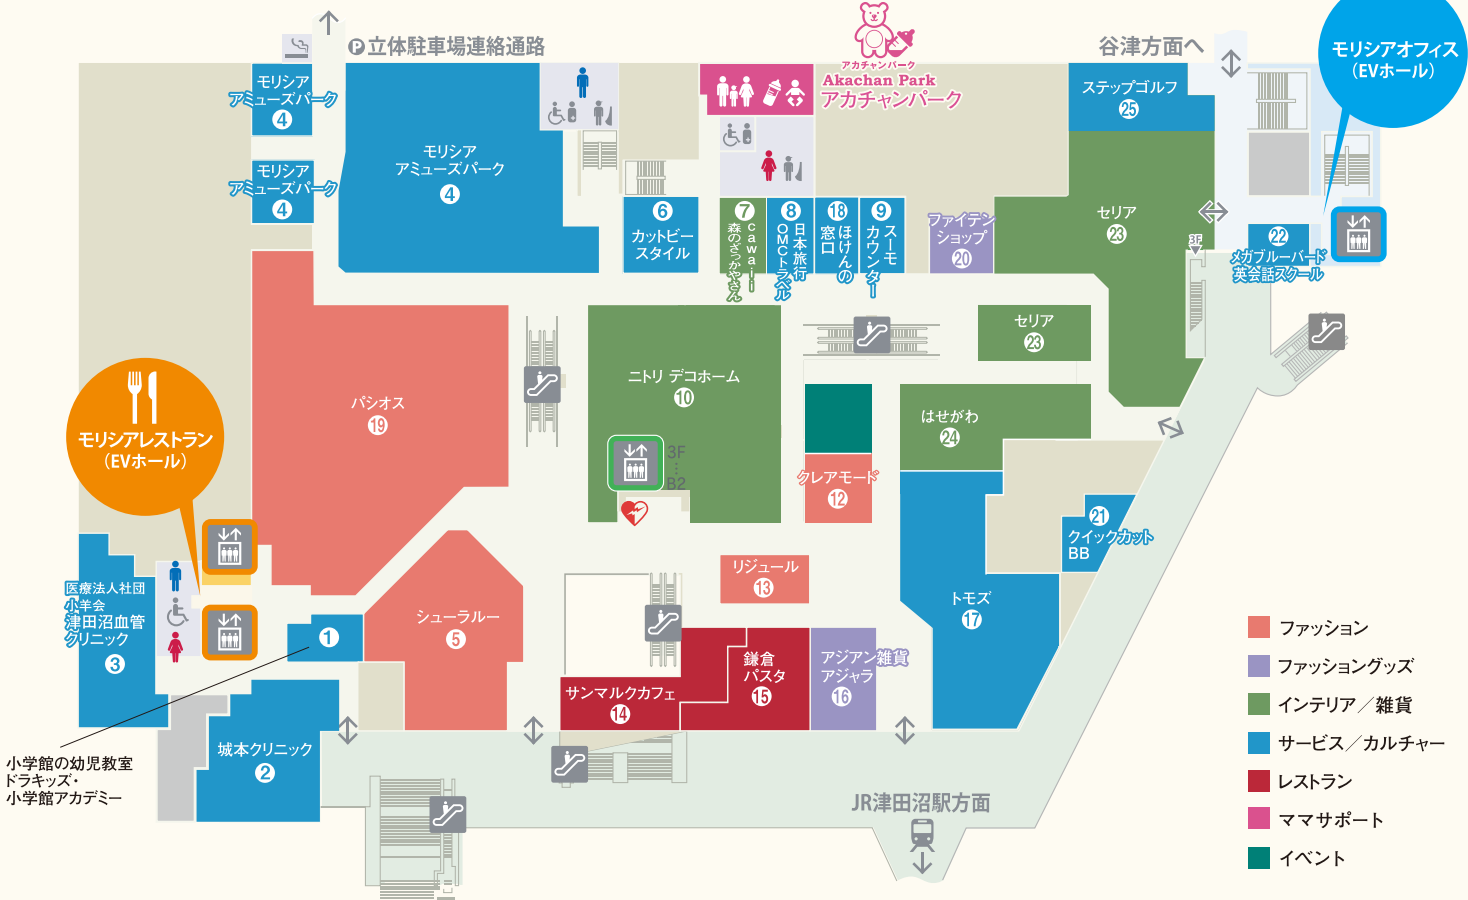 P立体駐車場連絡通路
アカチャンパーク
Akachan Park
アカチャンパーク
谷津方面へ
モリシアオフィス
(EVホール)
モリシア
アミューズパーク
4
モリシア
アミューズパーク
4
モリシア
アミューズパーク
4
ステップゴルフ
25
6
カットビー
スタイル
7
cawaii
森のざっかやさん
8
日本旅行
OMCトラベル
18
ほけんの
窓口
9
スーモ
カウンター
ファイテン
ショップ
20
セリア
23
3F
22
メガブルーバード
英会話スクール
パシオス
19
ニトリ デコホーム
10
3F
B2
セリア
23
はせがわ
24
クレアモード
12
21
クイックカット
BB
モリシアレストラン
(EVホール)
医療法人社団
小羊会
津田沼血管
クリニック
3
1
シューラルー
5
リジュール
13
トモズ
17
サンマルクカフェ
14
鎌倉
パスタ
15
アジアン雑貨
アジャラ
16
城本クリニック
2
小学館の幼児教室
ドラキッズ・
小学館アカデミー
JR津田沼駅方面
ファッション
ファッショングッズ
インテリア／雑貨
サービス／カルチャー
レストラン
ママサポート
イベント